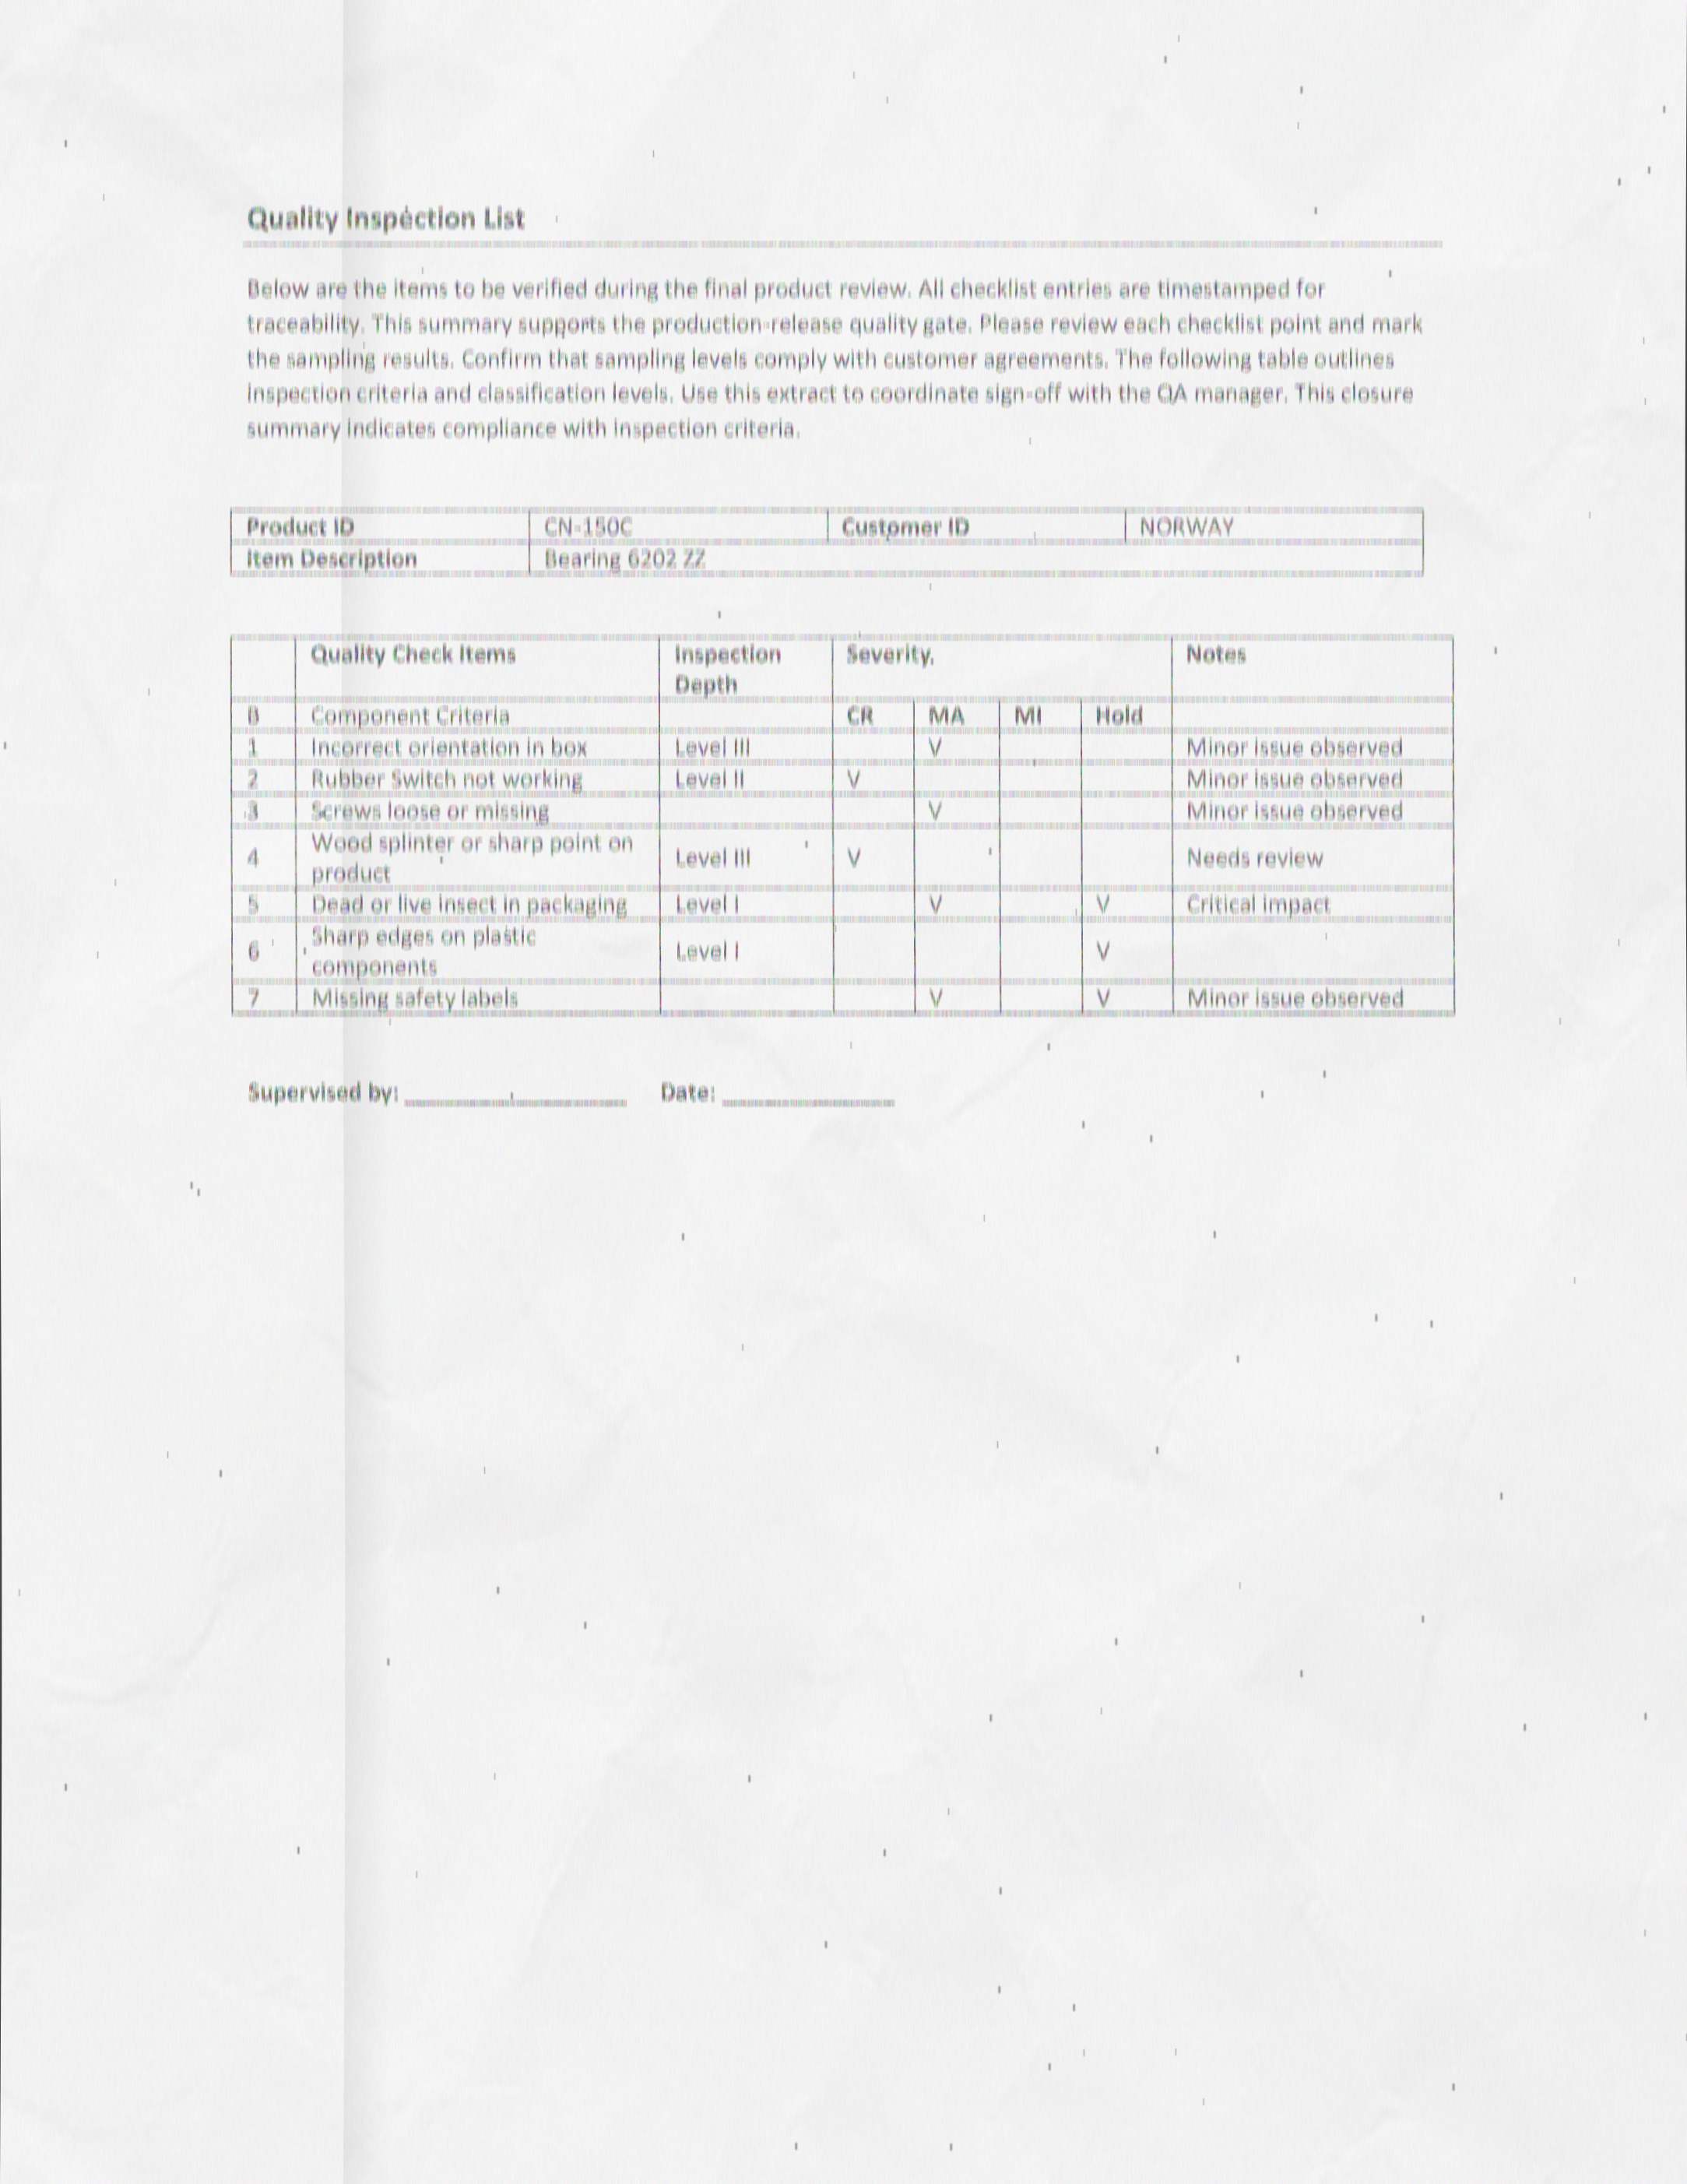 Quality Inspection List
Below are the items to be verified during the final product review. All checklist entries are timestamped for
traceability. This summary supports the production-release quality gate. Please review each checklist point and mark
the sampling results. Confirm that sampling levels comply with customer agreements. The following table outlines
inspection criteria and classification levels. Use this extract to coordinate sign-off with the QA manager. This closure
summary indicates compliance with inspection criteria.
Product ID CN-150C Customer ID NORWAY
Item Description Bearing 6202 ZZ
Quality Check Items Inspection Severity. Notes
Depth
Component Criteria CR MA MI Hold
1 Incorrect orientation in box Level III V Minor issue observed
2 Rubber Switch not working Level II V Minor issue observed
3 Screws loose or missing V Minor issue observed
Wood splinter or sharp point on
4 Level III V Needs review
product
5 Dead or live insect in packaging Level I V V Critical impact
Sharp edges on plastic
6 Level I V
components
7 Missing safety labels V V Minor issue observed
Supervised by: Date: